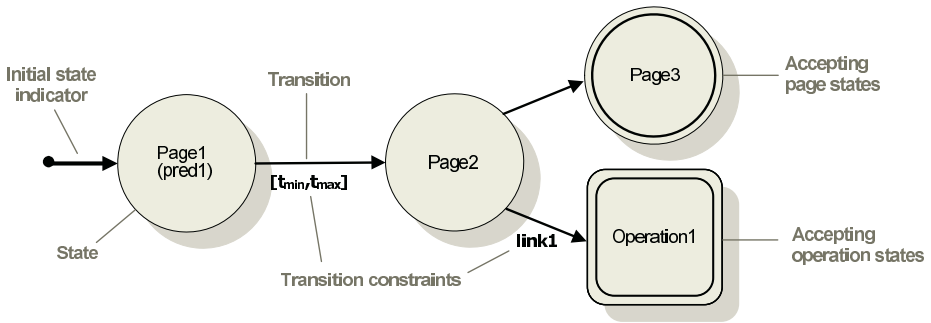 Initial state
indicator
Transition
Page1
(pred1)
[tmin,tmax]
State
Page2
Transition constraints
link1
Page3
Accepting
page states
Operation1
Accepting
operation states